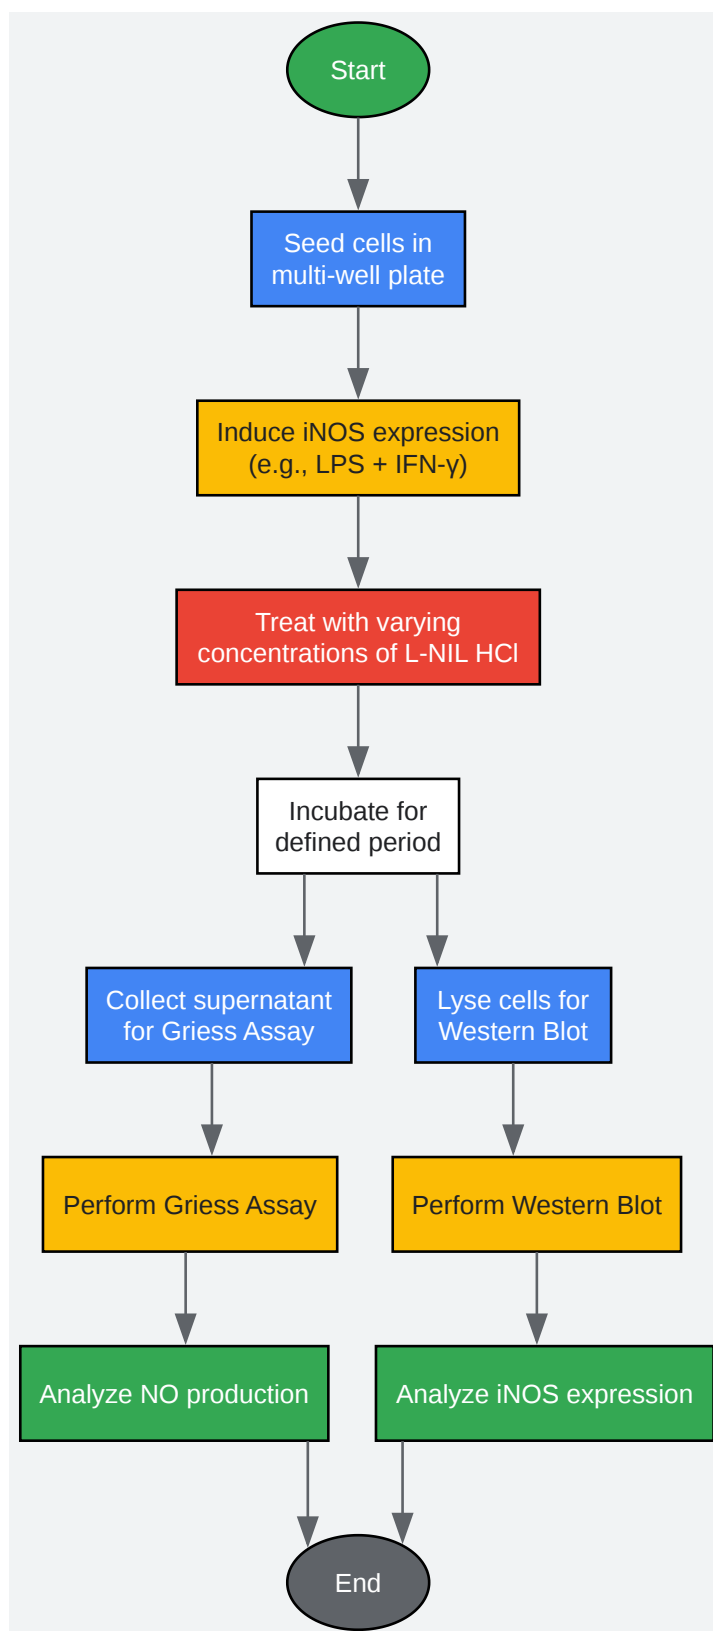 Start
Seed cells in
multi-well plate
Induce iNOS expression
(e.g., LPS + IFN-γ)
Treat with varying
concentrations of L-NIL HCl
Incubate for
defined period
Collect supernatant
for Griess Assay
Lyse cells for
Western Blot
Perform Griess Assay
Perform Western Blot
Analyze NO production
Analyze iNOS expression
End